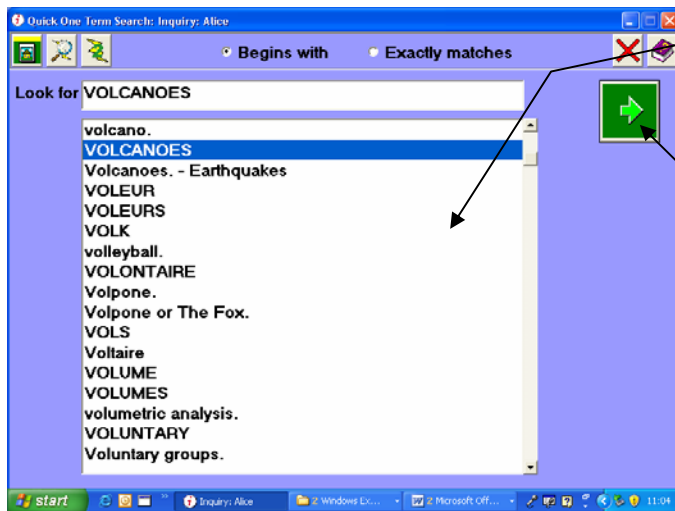 Quick One Term Search: Inquiry: Alice
Begins with Exactly matches
Look for VOLCANOES
volcano.
VOLCANOES
Volcanoes. - Earthquakes
VOLEUR
VOLEURS
VOLK
volleyball.
VOLONTAIRE
Volpone.
Volpone or The Fox.
VOLS
Voltaire
VOLUME
VOLUMES
volumetric analysis.
VOLUNTARY
Voluntary groups.
start Inquiry: Alice 2 Windows Ex... 2 Microsoft Off... 11:04